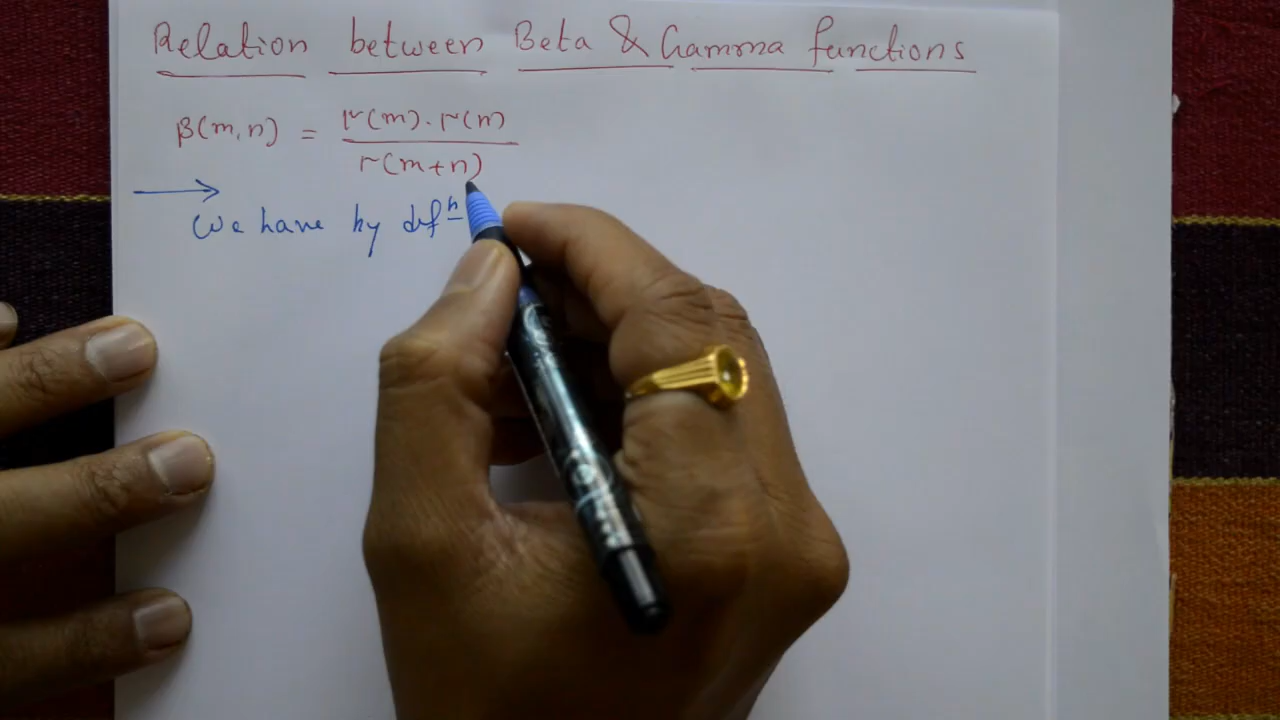 Relation between Beta & Gamma functions
β(m,n) = Γ(m).Γ(n) / Γ(m+n)
We have by defn